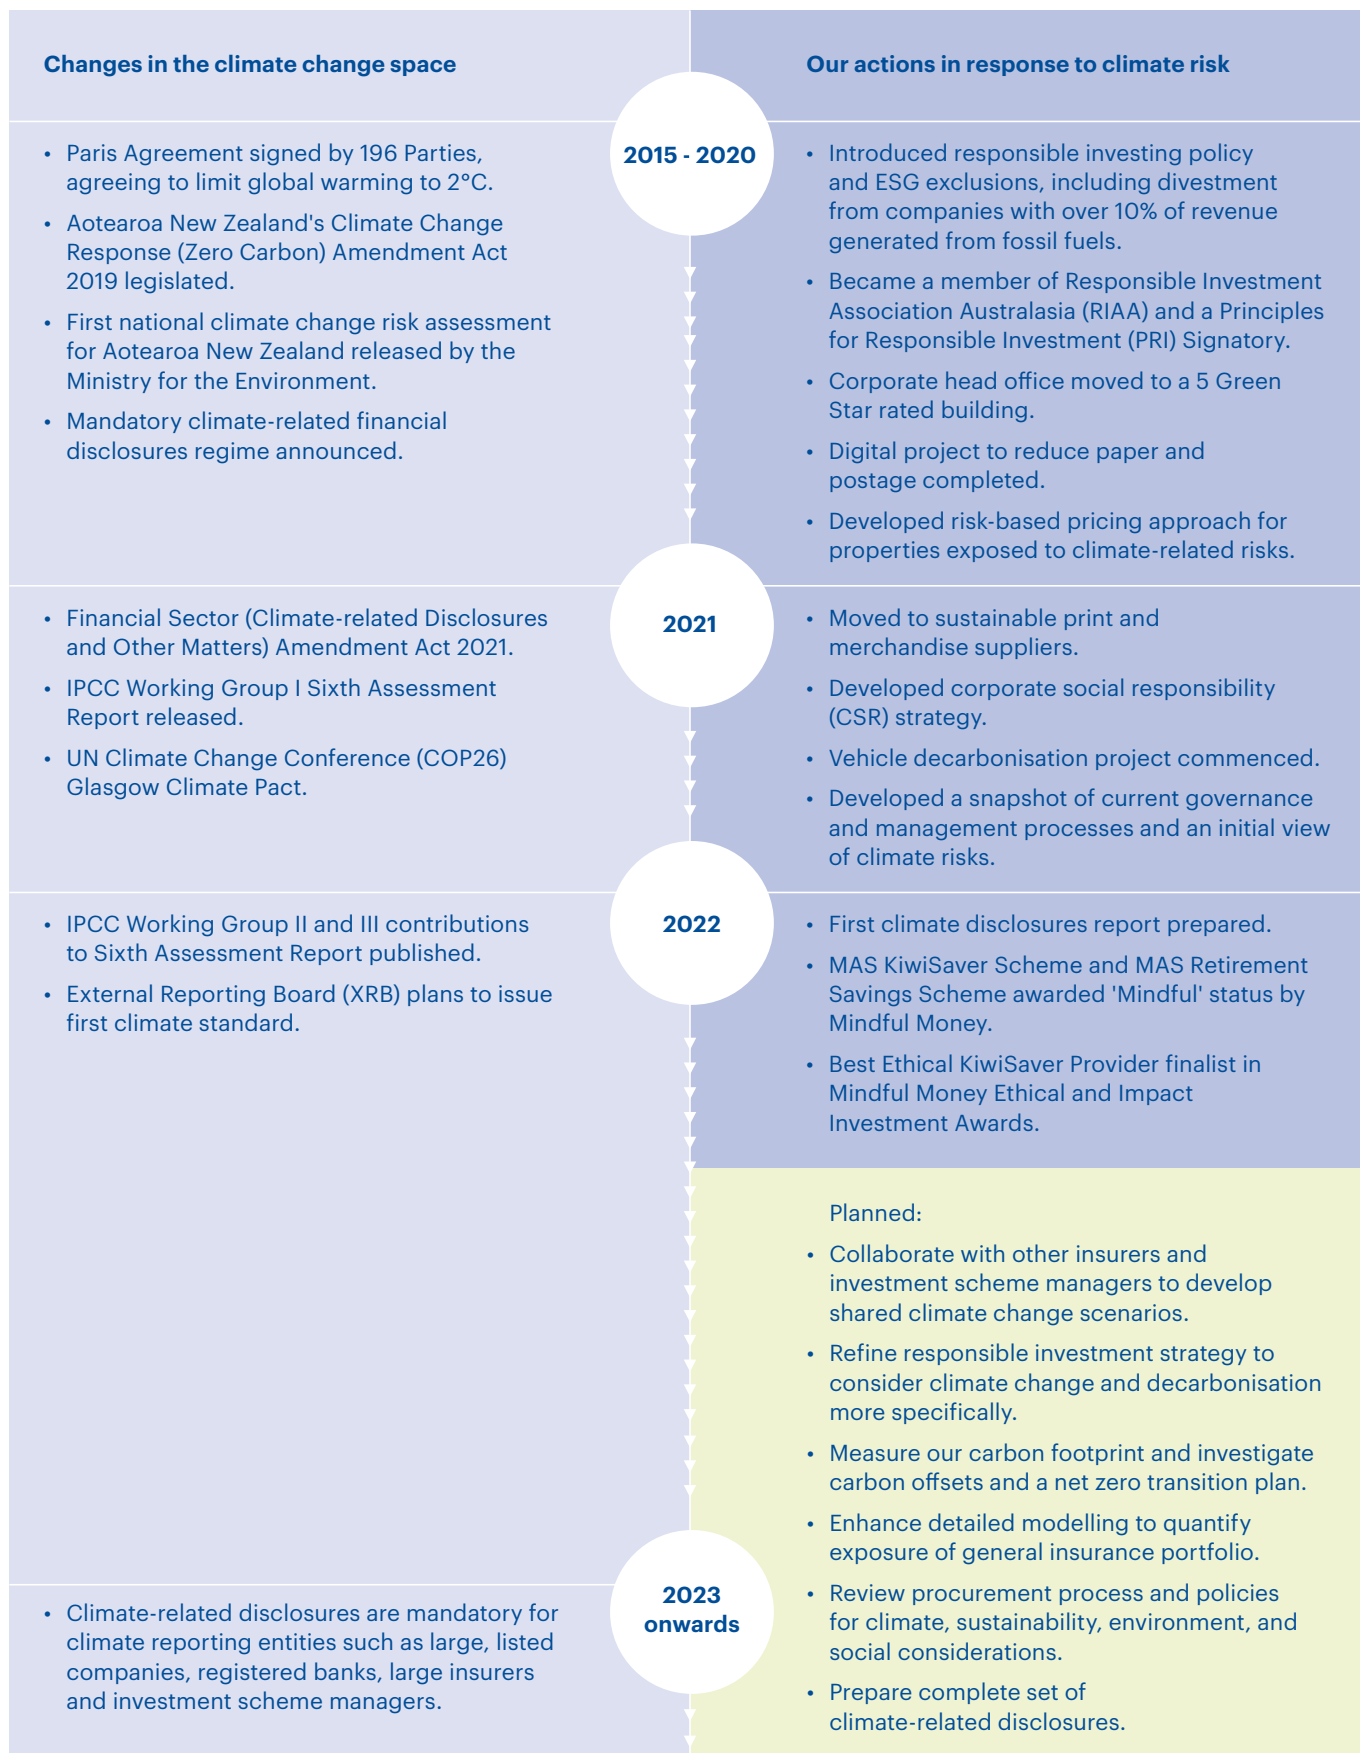 Changes in the climate change space
Our actions in response to climate risk
2015 - 2020
• Paris Agreement signed by 196 Parties,
agreeing to limit global warming to 2°C.
• Aotearoa New Zealand's Climate Change
Response (Zero Carbon) Amendment Act
2019 legislated.
• First national climate change risk assessment
for Aotearoa New Zealand released by the
Ministry for the Environment.
• Mandatory climate-related financial
disclosures regime announced.
• Introduced responsible investing policy
and ESG exclusions, including divestment
from companies with over 10% of revenue
generated from fossil fuels.
• Became a member of Responsible Investment
Association Australasia (RIAA) and a Principles
for Responsible Investment (PRI) Signatory.
• Corporate head office moved to a 5 Green
Star rated building.
• Digital project to reduce paper and
postage completed.
• Developed risk-based pricing approach for
properties exposed to climate-related risks.
2021
• Financial Sector (Climate-related Disclosures
and Other Matters) Amendment Act 2021.
• IPCC Working Group I Sixth Assessment
Report released.
• UN Climate Change Conference (COP26)
Glasgow Climate Pact.
• Moved to sustainable print and
merchandise suppliers.
• Developed corporate social responsibility
(CSR) strategy.
• Vehicle decarbonisation project commenced.
• Developed a snapshot of current governance
and management processes and an initial view
of climate risks.
2022
• IPCC Working Group II and III contributions
to Sixth Assessment Report published.
• External Reporting Board (XRB) plans to issue
first climate standard.
• First climate disclosures report prepared.
• MAS KiwiSaver Scheme and MAS Retirement
Savings Scheme awarded 'Mindful' status by
Mindful Money.
• Best Ethical KiwiSaver Provider finalist in
Mindful Money Ethical and Impact
Investment Awards.
Planned:
• Collaborate with other insurers and
investment scheme managers to develop
shared climate change scenarios.
• Refine responsible investment strategy to
consider climate change and decarbonisation
more specifically.
• Measure our carbon footprint and investigate
carbon offsets and a net zero transition plan.
• Enhance detailed modelling to quantify
exposure of general insurance portfolio.
• Review procurement process and policies
for climate, sustainability, environment, and
social considerations.
• Prepare complete set of
climate-related disclosures.
2023
onwards
• Climate-related disclosures are mandatory for
climate reporting entities such as large, listed
companies, registered banks, large insurers
and investment scheme managers.